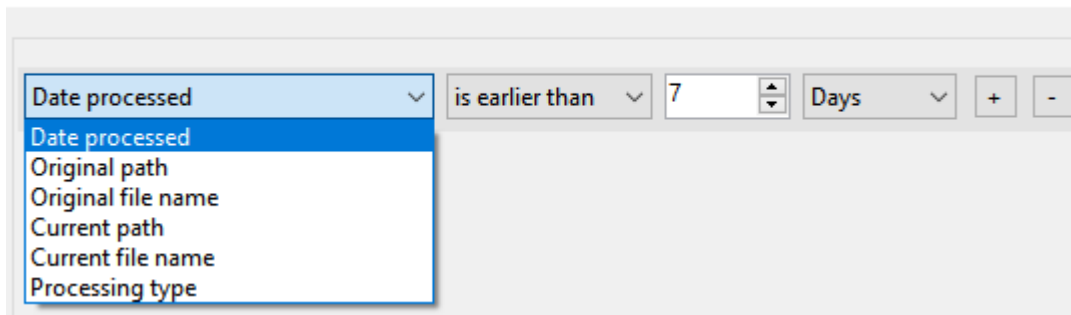 Date processed is earlier than 7 Days + -
Date processed
Original path
Original file name
Current path
Current file name
Processing type